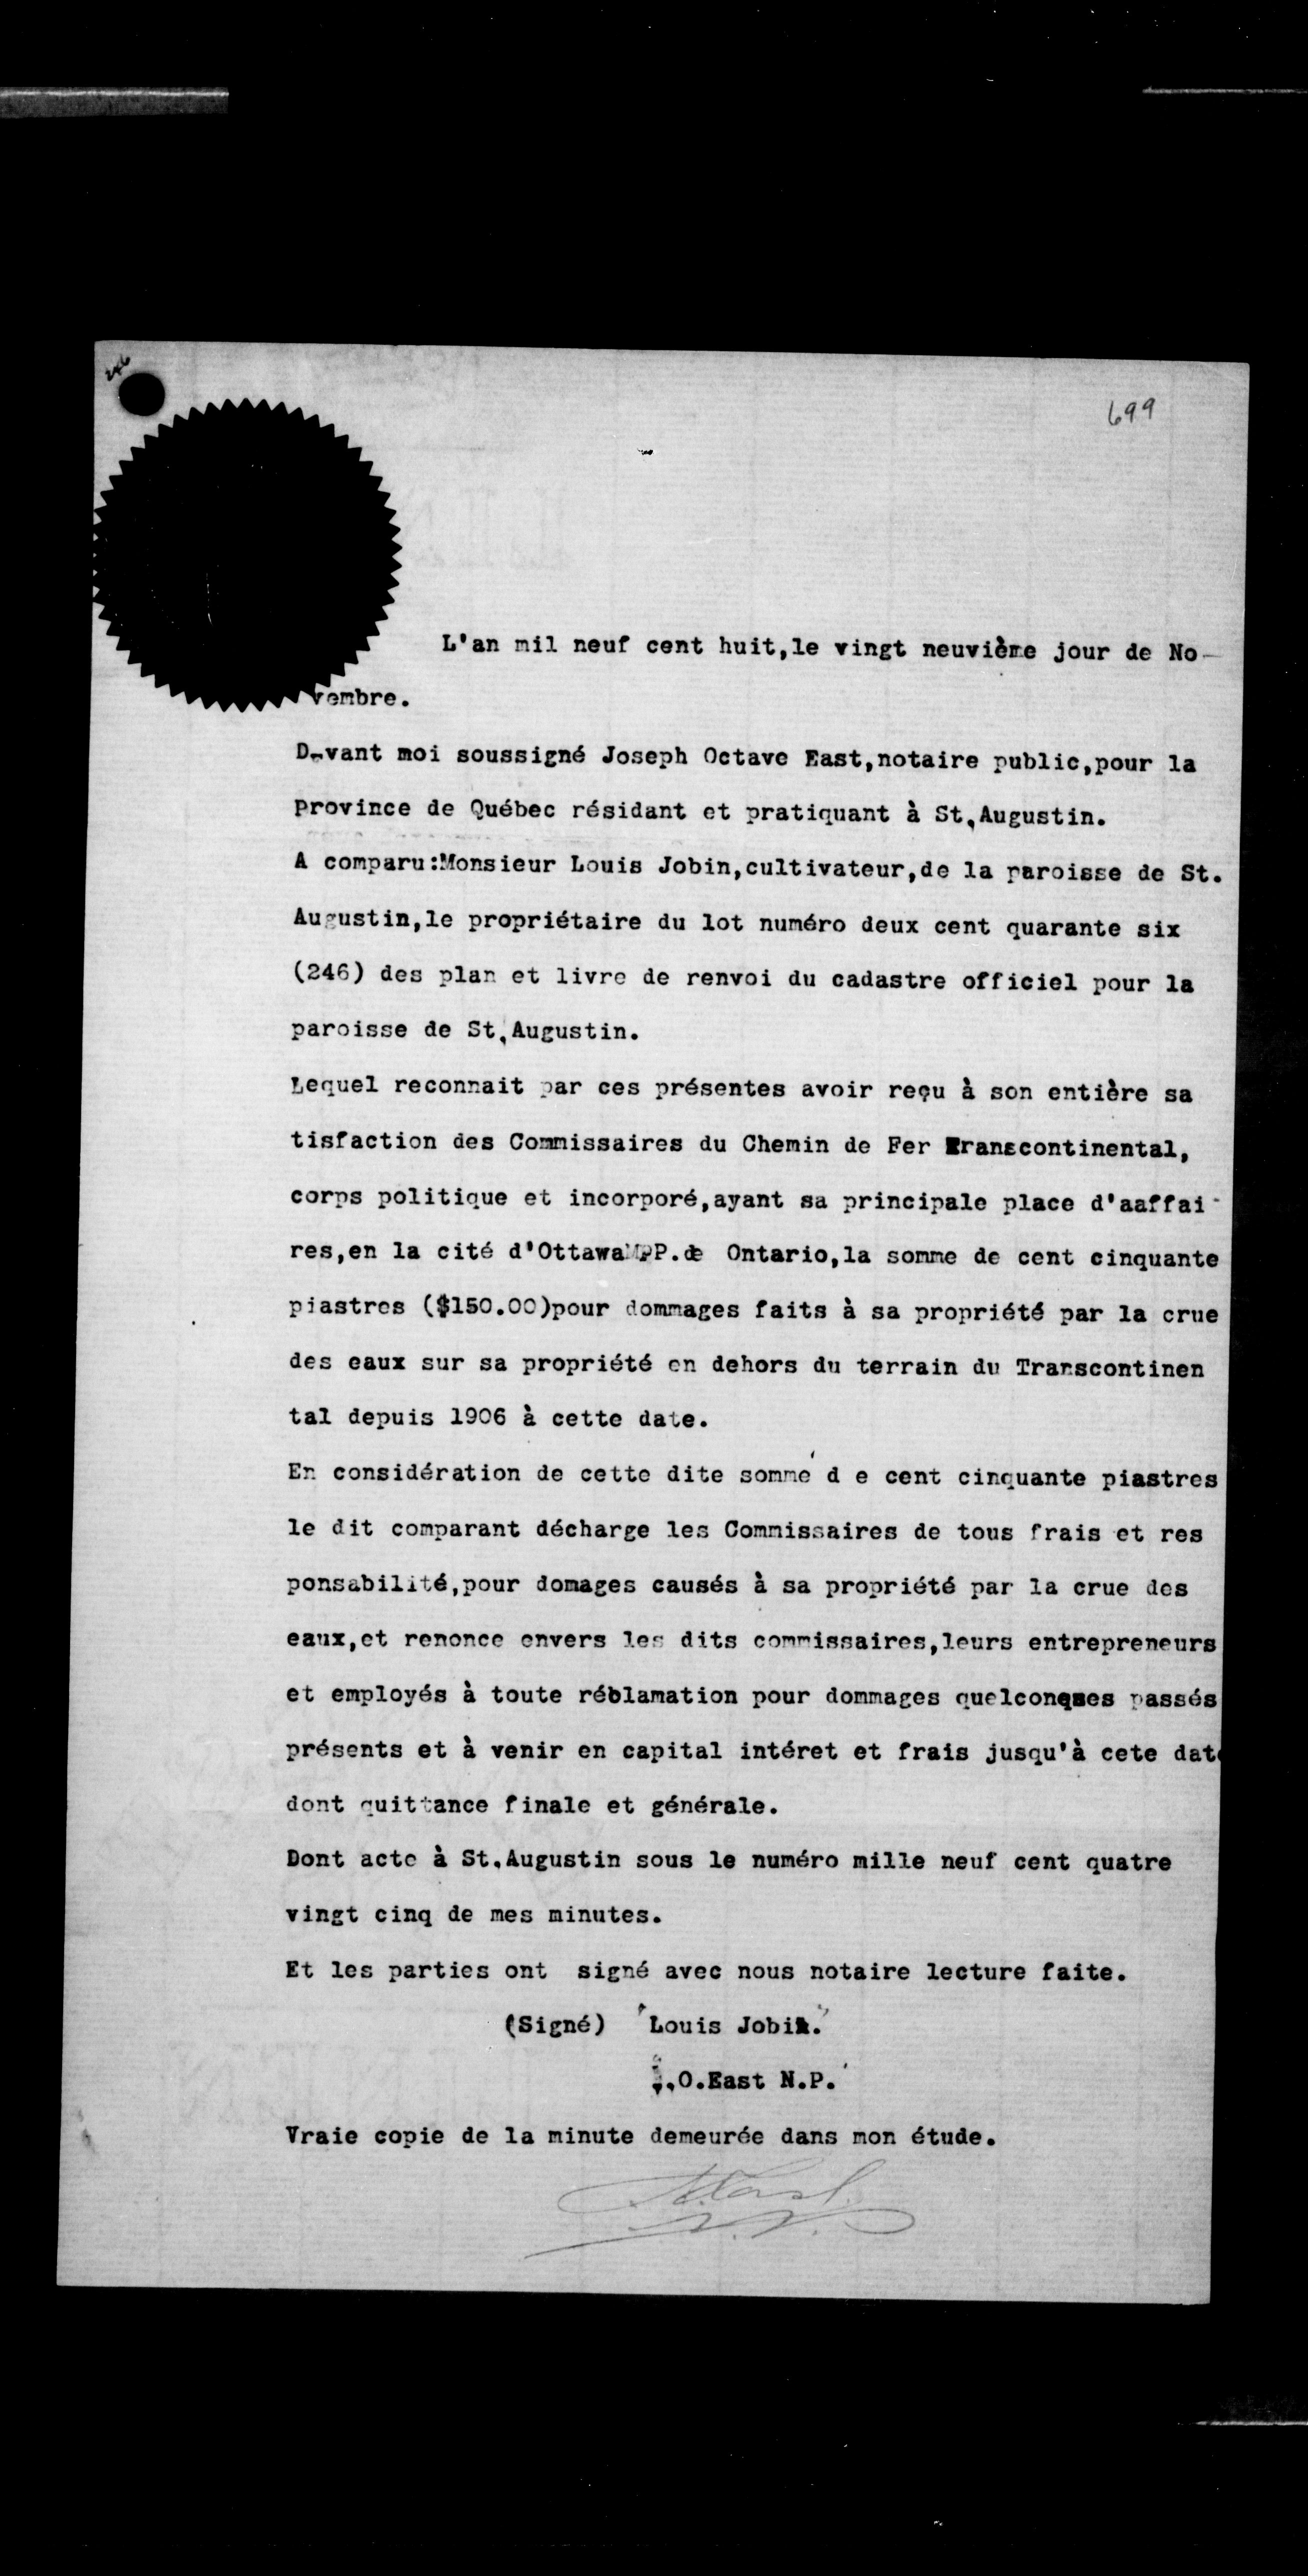 246
699
L'an mil neuf cent huit,le vingt neuvième jour de No-
vembre.
Devant moi soussigné Joseph Octave East,notaire public,pour la
province de Québec résidant et pratiquant à St,Augustin.
A comparu:Monsieur Louis Jobin,cultivateur,de la paroisse de St.
Augustin,le propriétaire du lot numéro deux cent quarante six
(246) des plan et livre de renvoi du cadastre officiel pour la
paroisse de St,Augustin.
Lequel reconnait par ces présentes avoir reçu à son entière sa
tisfaction des Commissaires du Chemin de Fer Transcontinental,
corps politique et incorporé,ayant sa principale place d'aaffai-
res,en la cité d'Ottawa P.de Ontario,la somme de cent cinquante
piastres ($150.00)pour dommages faits à sa propriété par la crue
des eaux sur sa propriété en dehors du terrain du Transcontinen
tal depuis 1906 à cette date.
En considération de cette dite somme d e cent cinquante piastres
le dit comparant décharge les Commissaires de tous frais et res
ponsabilité,pour domages causés à sa propriété par la crue des
eaux,et renonce envers les dits commissaires,leurs entrepreneurs
et employés à toute réblamation pour dommages quelconques passés
présents et à venir en capital intéret et frais jusqu'à cete date
dont quittance finale et générale.
Dont acte à St.Augustin sous le numéro mille neuf cent quatre
vingt cinq de mes minutes.
Et les parties ont signé avec nous notaire lecture faite.
(Signé) "Louis Jobin."
J.O.East N.P.
Vraie copie de la minute demeurée dans mon étude.